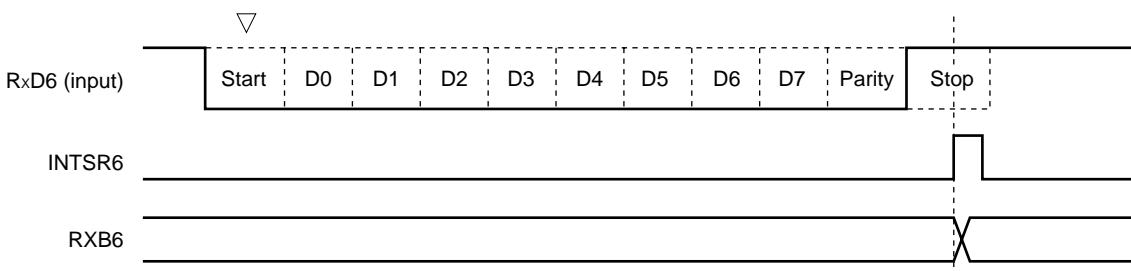 RxD6 (input) Start D0 D1 D2 D3 D4 D5 D6 D7 Parity Stop
INTSR6
RXB6